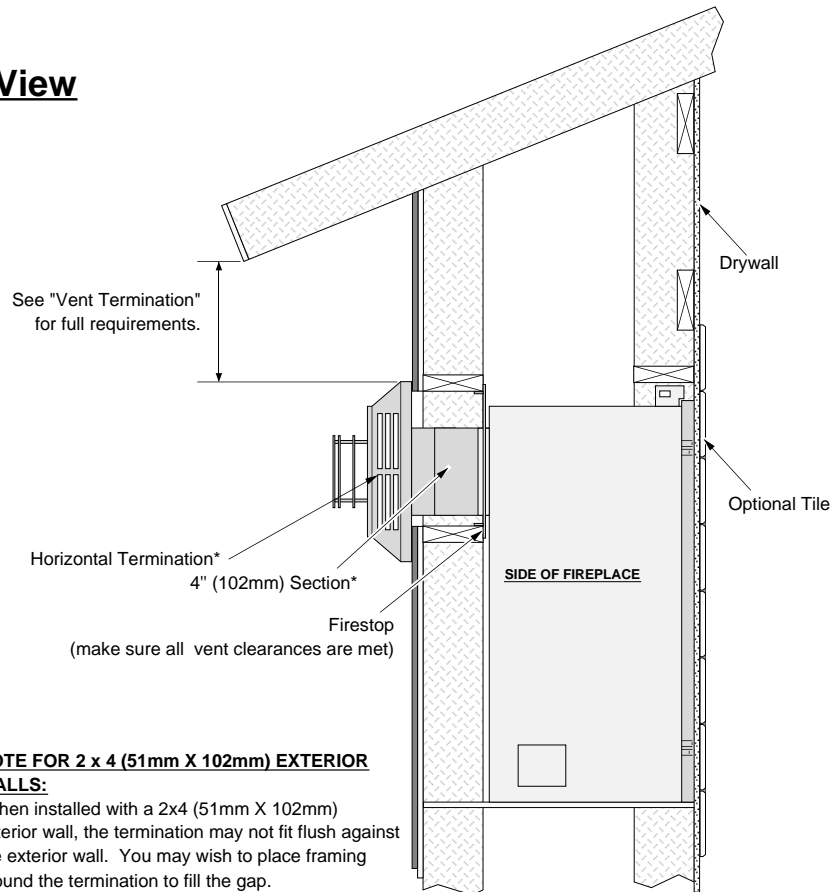 View
Drywall
See "Vent Termination"
for full requirements.
Optional Tile
Horizontal Termination*
4" (102mm) Section*
SIDE OF FIREPLACE
Firestop
(make sure all vent clearances are met)
OTE FOR 2 x 4 (51mm X 102mm) EXTERIOR
ALLS:
hen installed with a 2x4 (51mm X 102mm)
terior wall, the termination may not fit flush against
e exterior wall. You may wish to place framing
ound the termination to fill the gap.